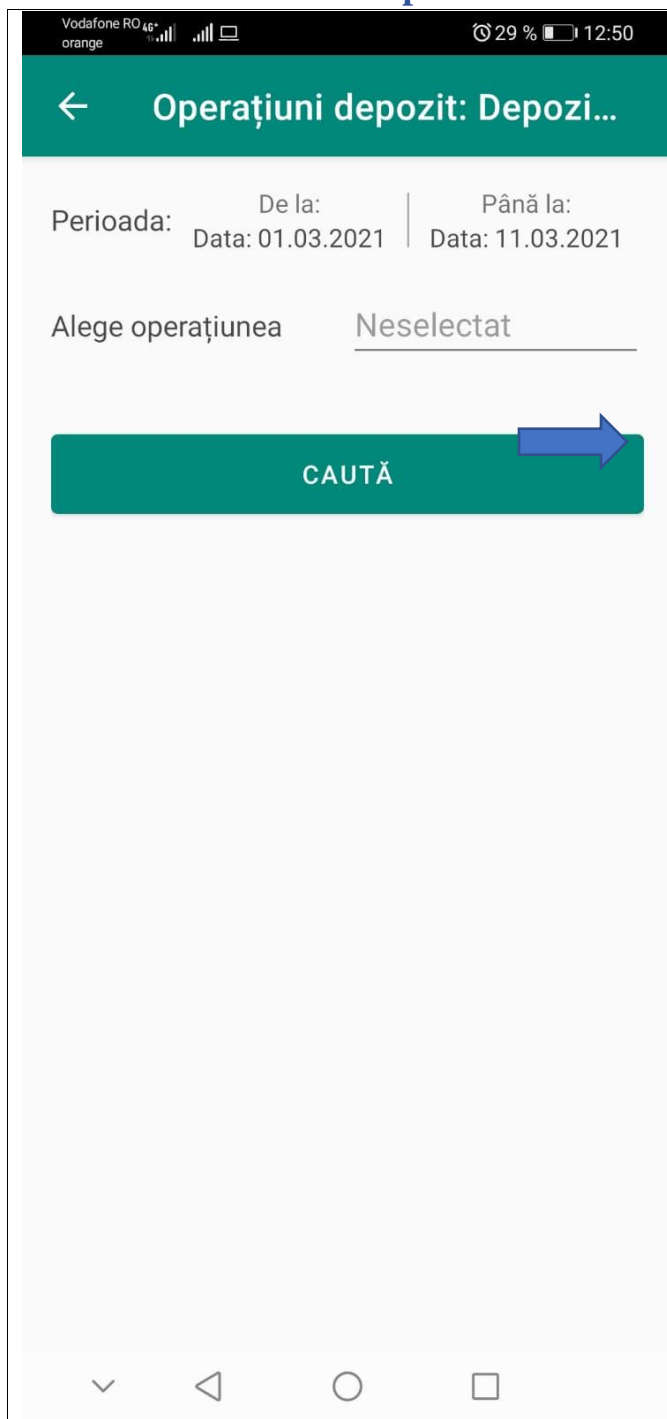 Vodafone RO 4G+
orange
29 % 12:50
Operațiuni depozit: Depozi...
Perioada:
De la:
Data: 01.03.2021
Până la:
Data: 11.03.2021
Alege operațiunea Neselectat
CAUTĂ